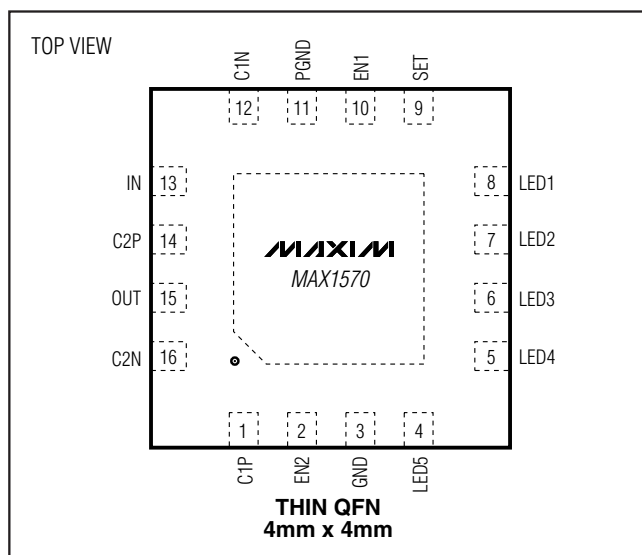 TOP VIEW
C1N PGND EN1 SET
12 11 10 9
IN 13 8 LED1
C2P 14 7 LED2
MAXIM
MAX1570
OUT 15 6 LED3
C2N 16 5 LED4
1 2 3 4
C1P EN2 GND LED5
THIN QFN
4mm x 4mm